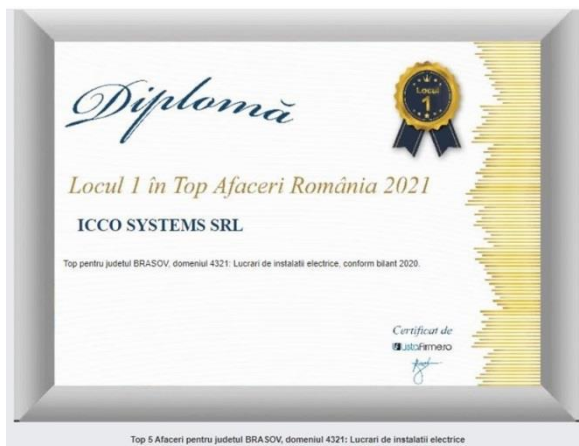 Diplomă
Locul
1
Locul 1 în Top Afaceri România 2021
ICCO SYSTEMS SRL
Top pentru judetul BRASOV, domeniul 4321: Lucrari de instalatii electrice, conform bilant 2020.
Certificat de
ListaFirme.ro
Top 5 Afaceri pentru judetul BRASOV, domeniul 4321: Lucrari de instalatii electrice